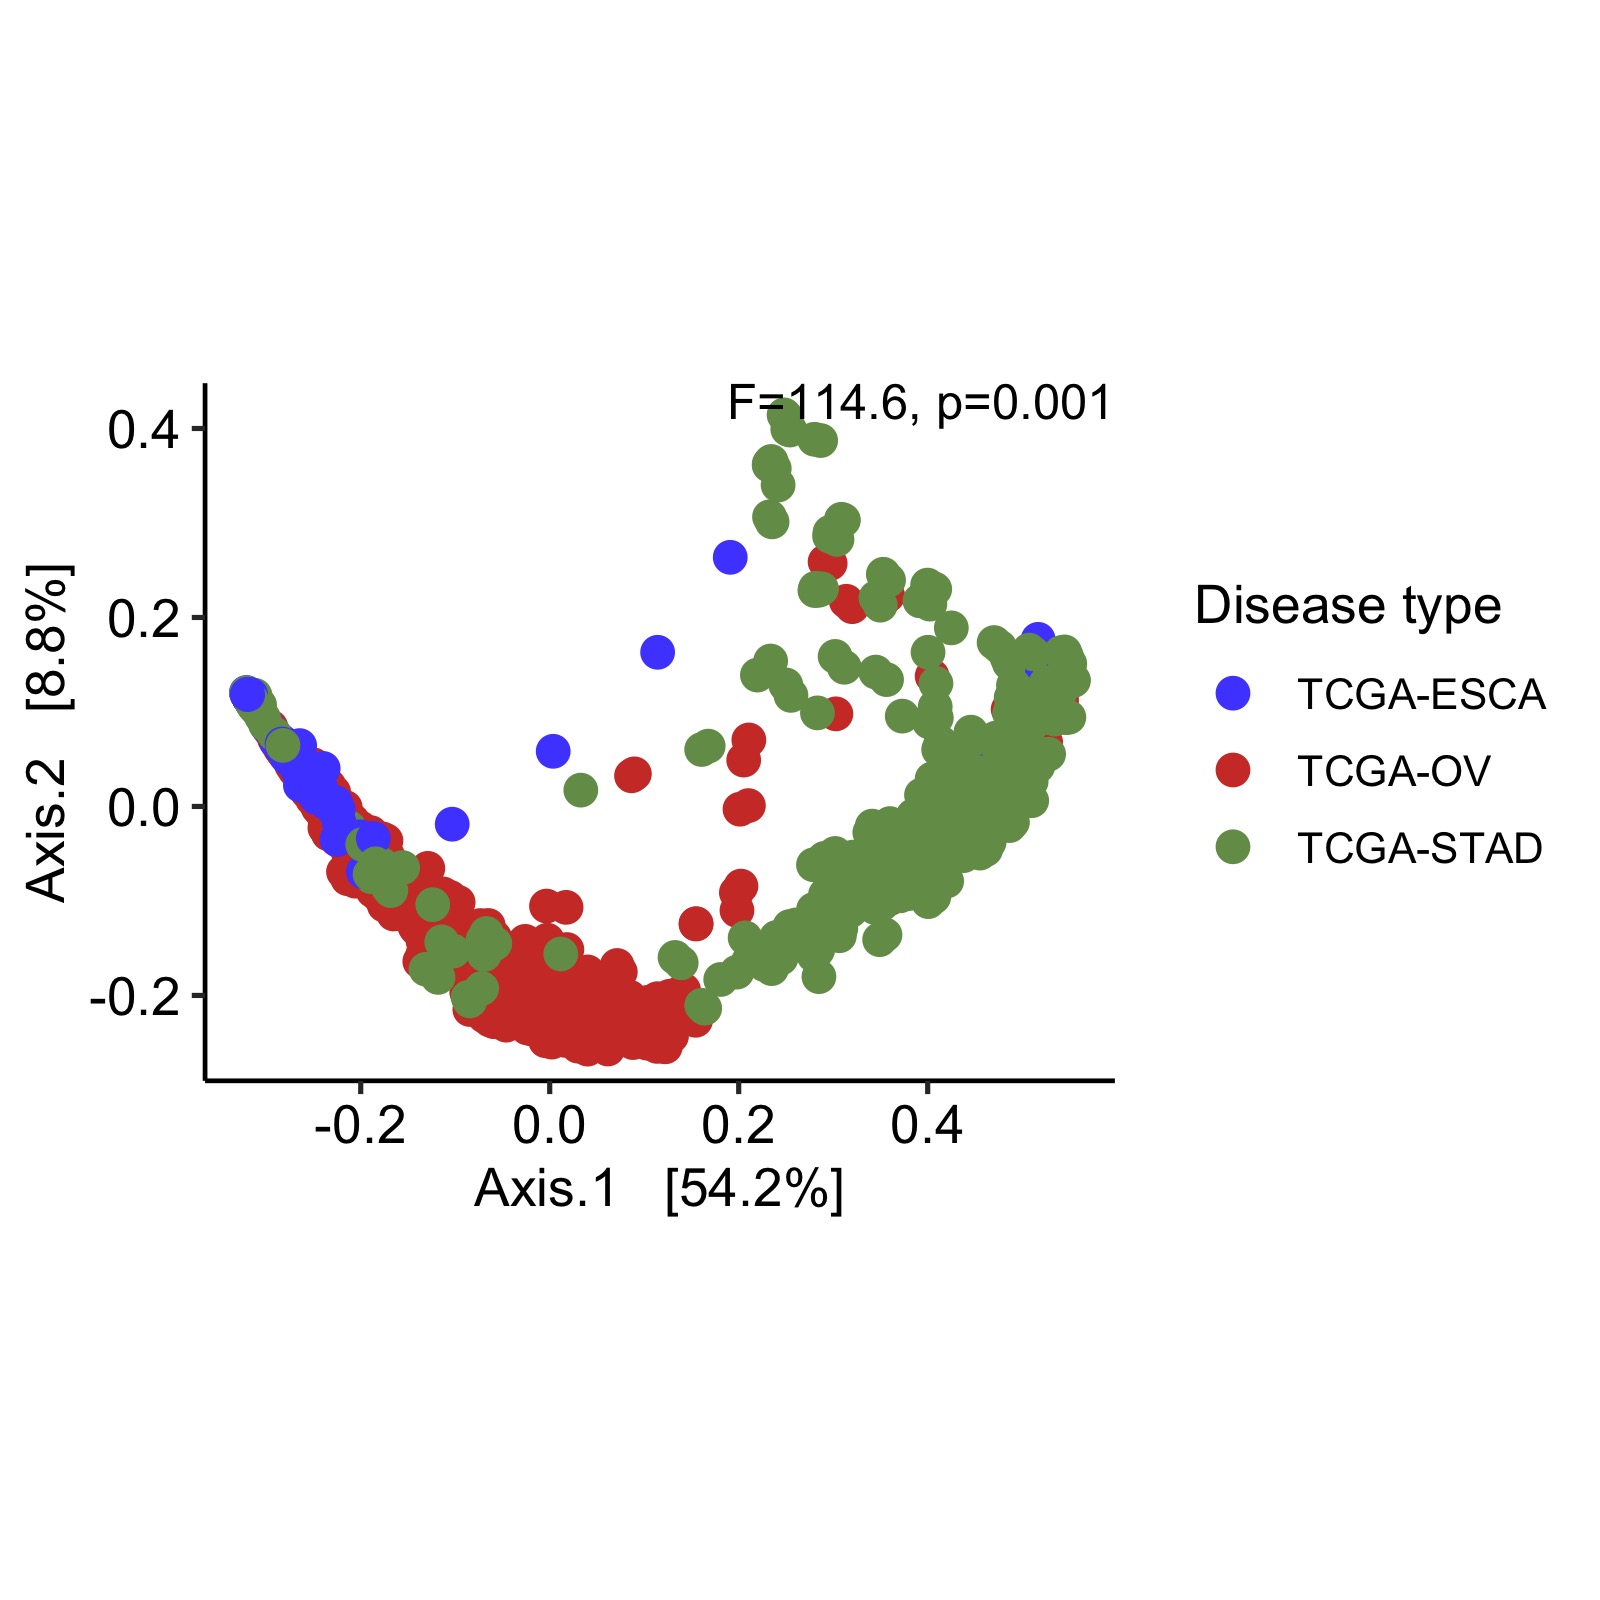 F=114.6, p=0.001
0.4
0.2
0.0
-0.2
Axis.2 [8.8%]
-0.2 0.0 0.2 0.4
Axis.1 [54.2%]
Disease type
TCGA-ESCA
TCGA-OV
TCGA-STAD